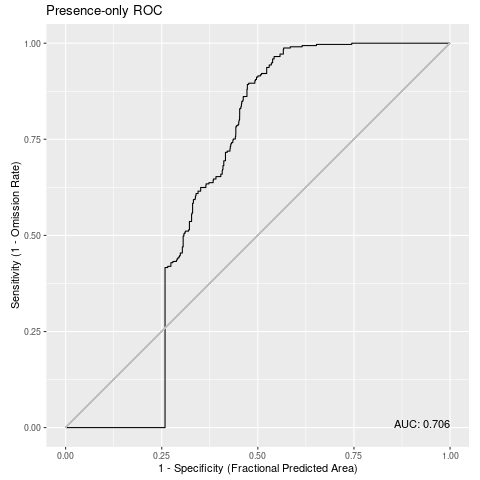 Presence-only ROC
Sensitivity (1 - Omission Rate)
1.00
0.75
0.50
0.25
0.00
AUC: 0.706
0.00 0.25 0.50 0.75 1.00
1 - Specificity (Fractional Predicted Area)